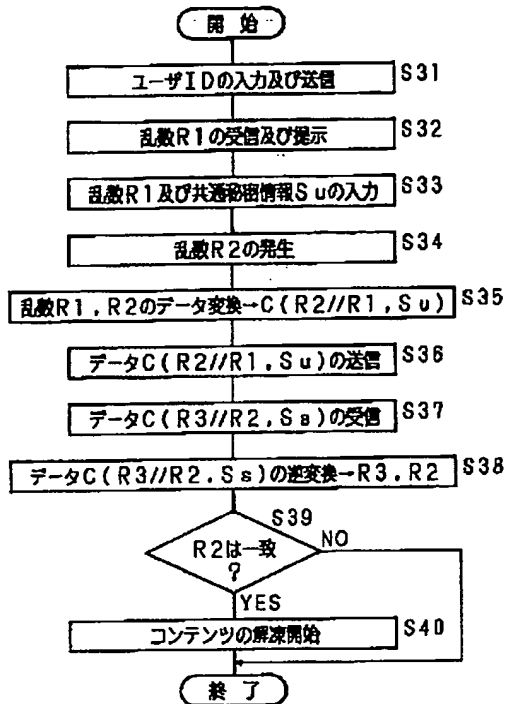 開始
ユーザIDの入力及び送信 S31
乱数R1の受信及び提示 S32
乱数R1及び共通秘密情報Suの入力 S33
乱数R2の発生 S34
乱数R1,R2のデータ変換→C(R2//R1,Su) S35
データC(R2//R1,Su)の送信 S36
データC(R3//R2,Ss)の受信 S37
データC(R3//R2.Ss)の逆変換→R3.R2 S38
S39
R2は一致 NO
?
YES
コンテンツの解凍開始 S40
終了